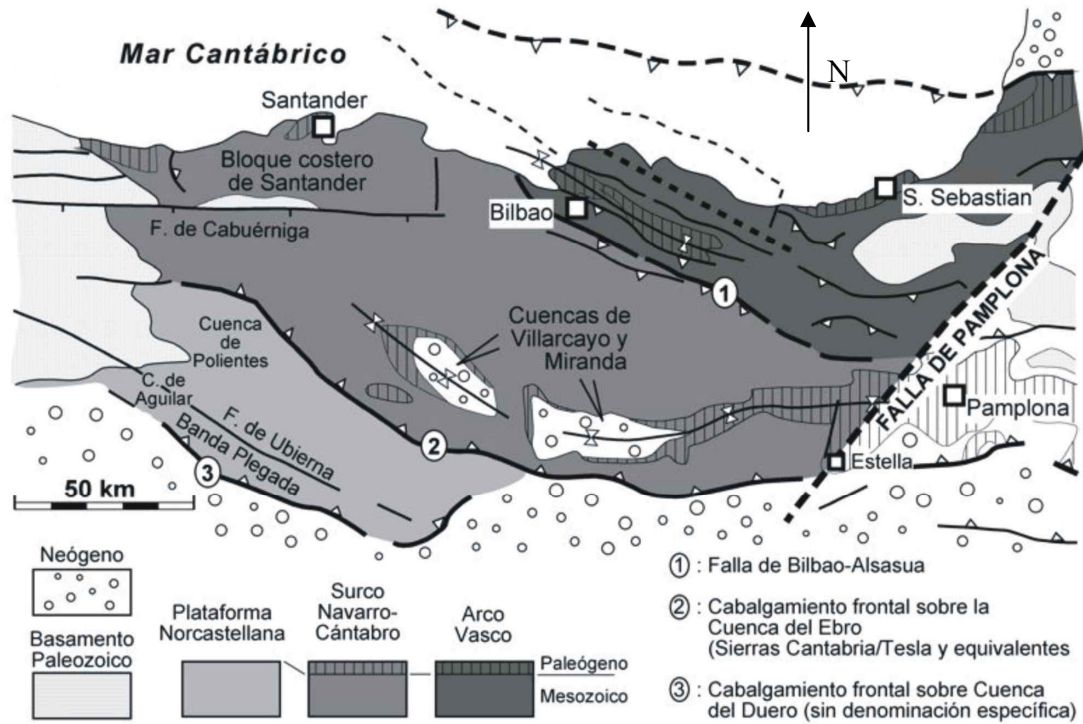 Mar Cantábrico
N
Santander
Bloque costero
de Santander
F. de Cabuérniga
Bilbao
S. Sebastian
1
Cuenca
de
Polientes
Cuencas de
Villarcayo y
Miranda
C. de
Aguilar
F. de Ubierna
Banda Plegada
FALLA DE PAMPLONA
Pamplona
Estella
2
3
50 km
Neógeno
Basamento
Paleozoico
Plataforma
Norcastellana
Surco
Navarro-
Cántabro
Arco
Vasco
Paleógeno
Mesozoico
1 : Falla de Bilbao-Alsasua
2 : Cabalgamiento frontal sobre la
Cuenca del Ebro
(Sierras Cantabria/Tesla y equivalentes
3 : Cabalgamiento frontal sobre Cuenca
del Duero (sin denominación específica)